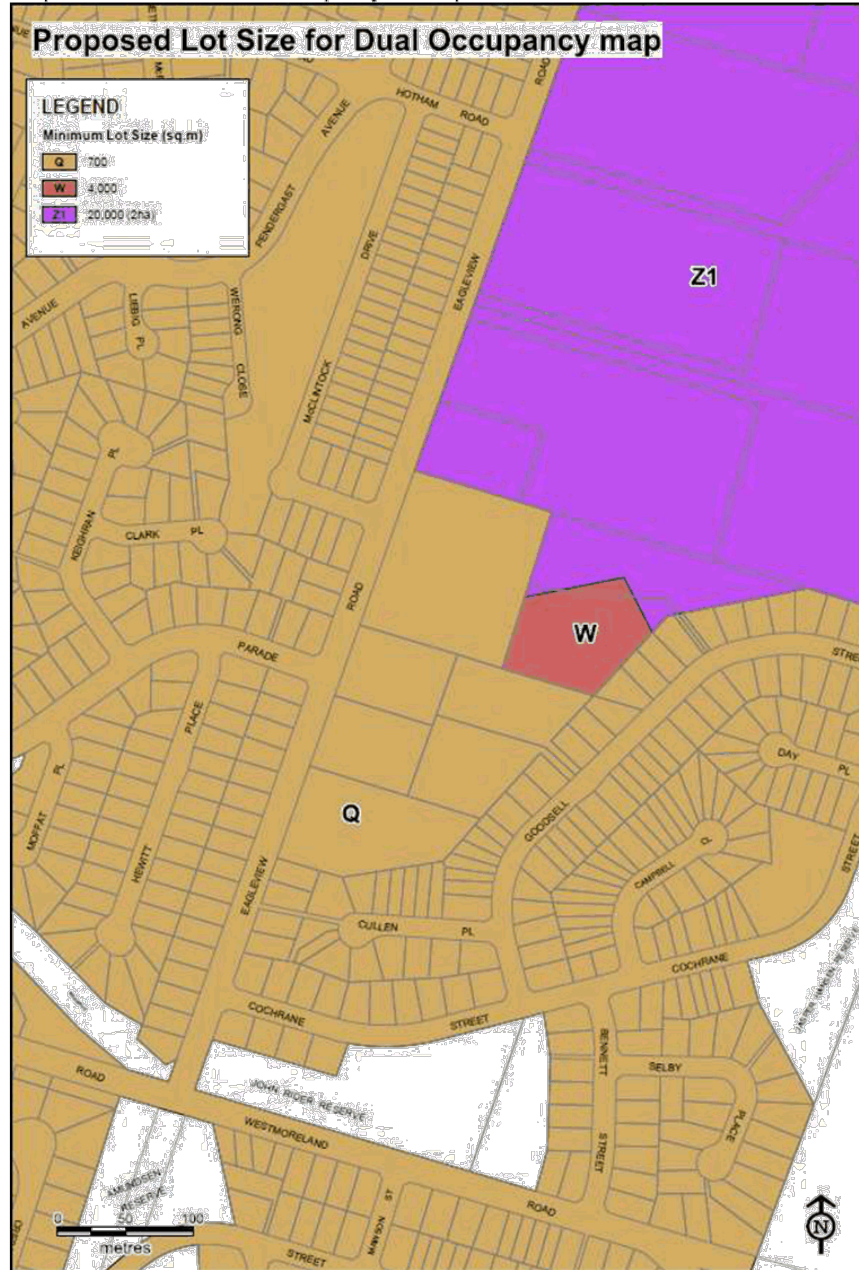 Proposed Lot Size for Dual Occupancy map
LEGEND
Minimum Lot Size (sq.m)
Q 700
W 4,000
Z1 20,000 (2ha)
HOTHAM ROAD
ROAD
AVENUE
PENDERGAST
DRIVE
McCLINTOCK
EAGLEVIEW
Z1
AVENUE
LIEBIG PL
WERONG CLOSE
PL
KEIGHRAN
CLARK PL
ROAD
W
PARADE
PLACE
STREE
DAY PL
MOFFAT PL
HEWITT
Q
EAGLEVIEW
GOODSELL
CAMPBELL CL
STREET
CULLEN PL
COCHRANE
COCHRANE STREET
BENNETT STREET
SELBY PLACE
ROAD
JOHN RIDER RESERVE
WESTMORELAND
ROAD
AMUNDSEN RESERVE
MAWSON ST
STREET
0 50 100
metres
N